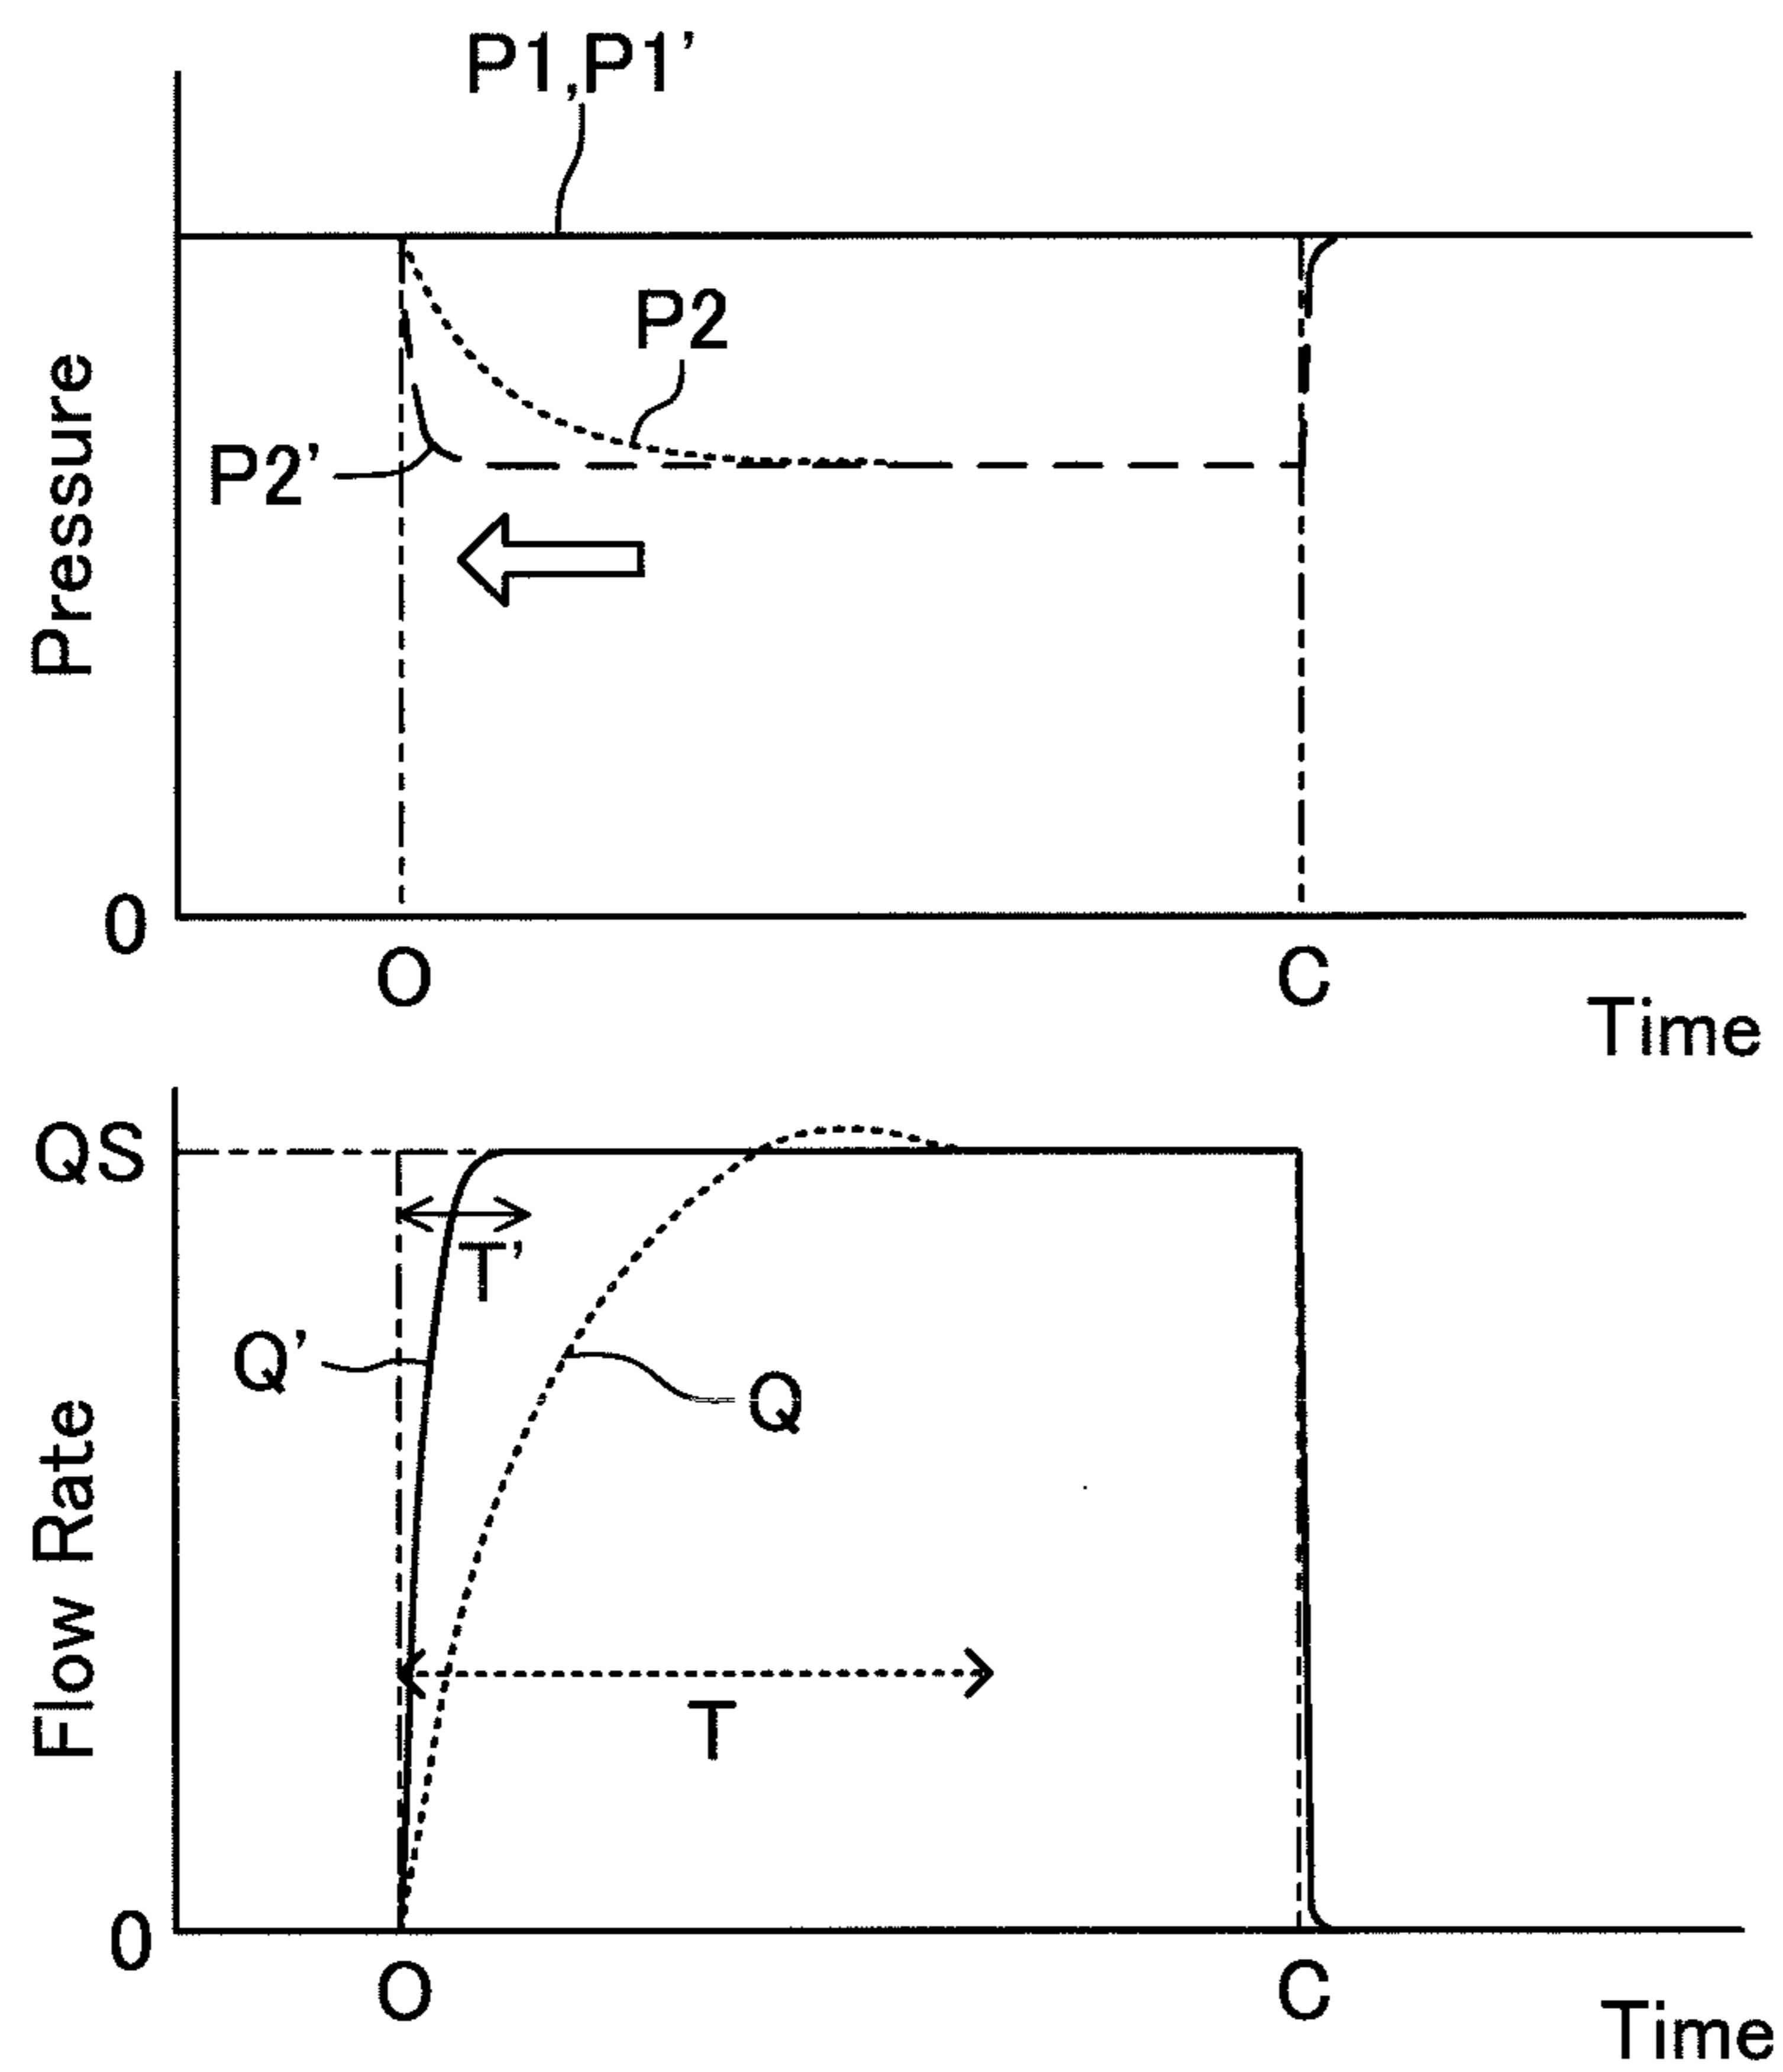 P1,P1'
P2
P2'
Pressure
0
O
C
Time
QS
T'
Q'
Q
T
Flow Rate
0
O
C
Time